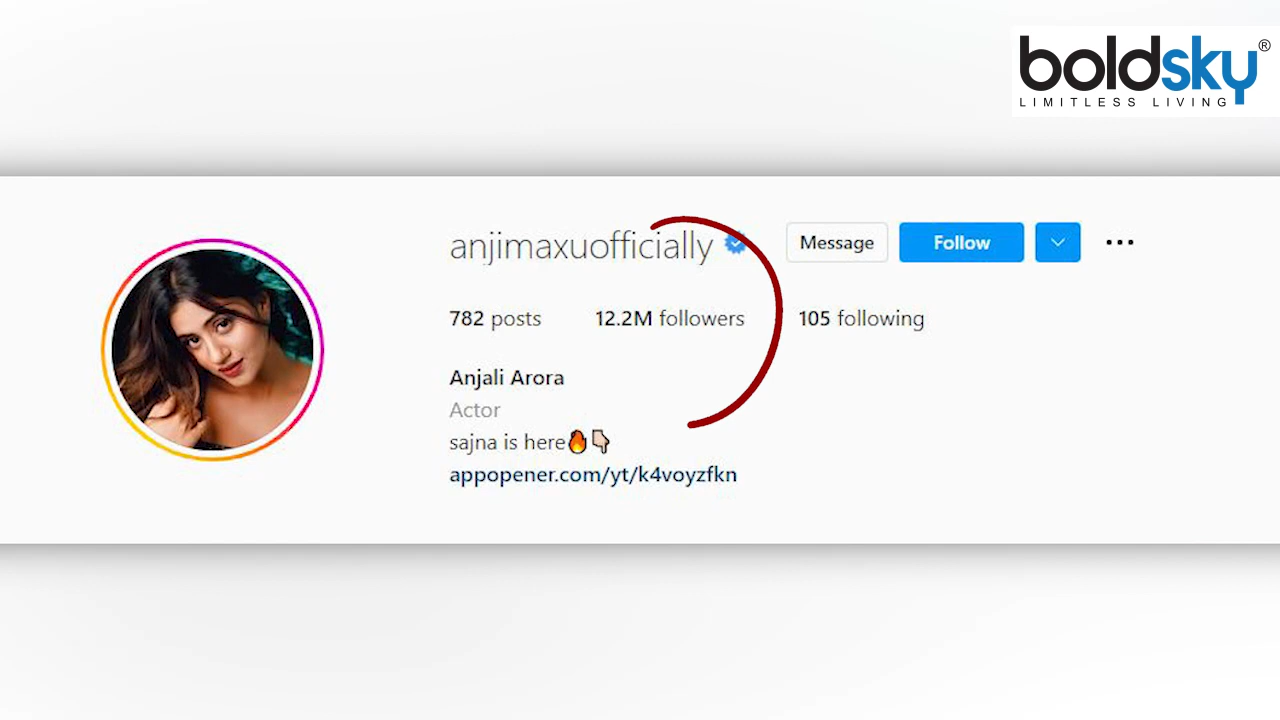 boldsky®
LIMITLESS LIVING
anjimaxuofficially Message Follow
782 posts 12.2M followers 105 following
Anjali Arora
Actor
sajna is here🔥👇🏻
appopener.com/yt/k4voyzfkn